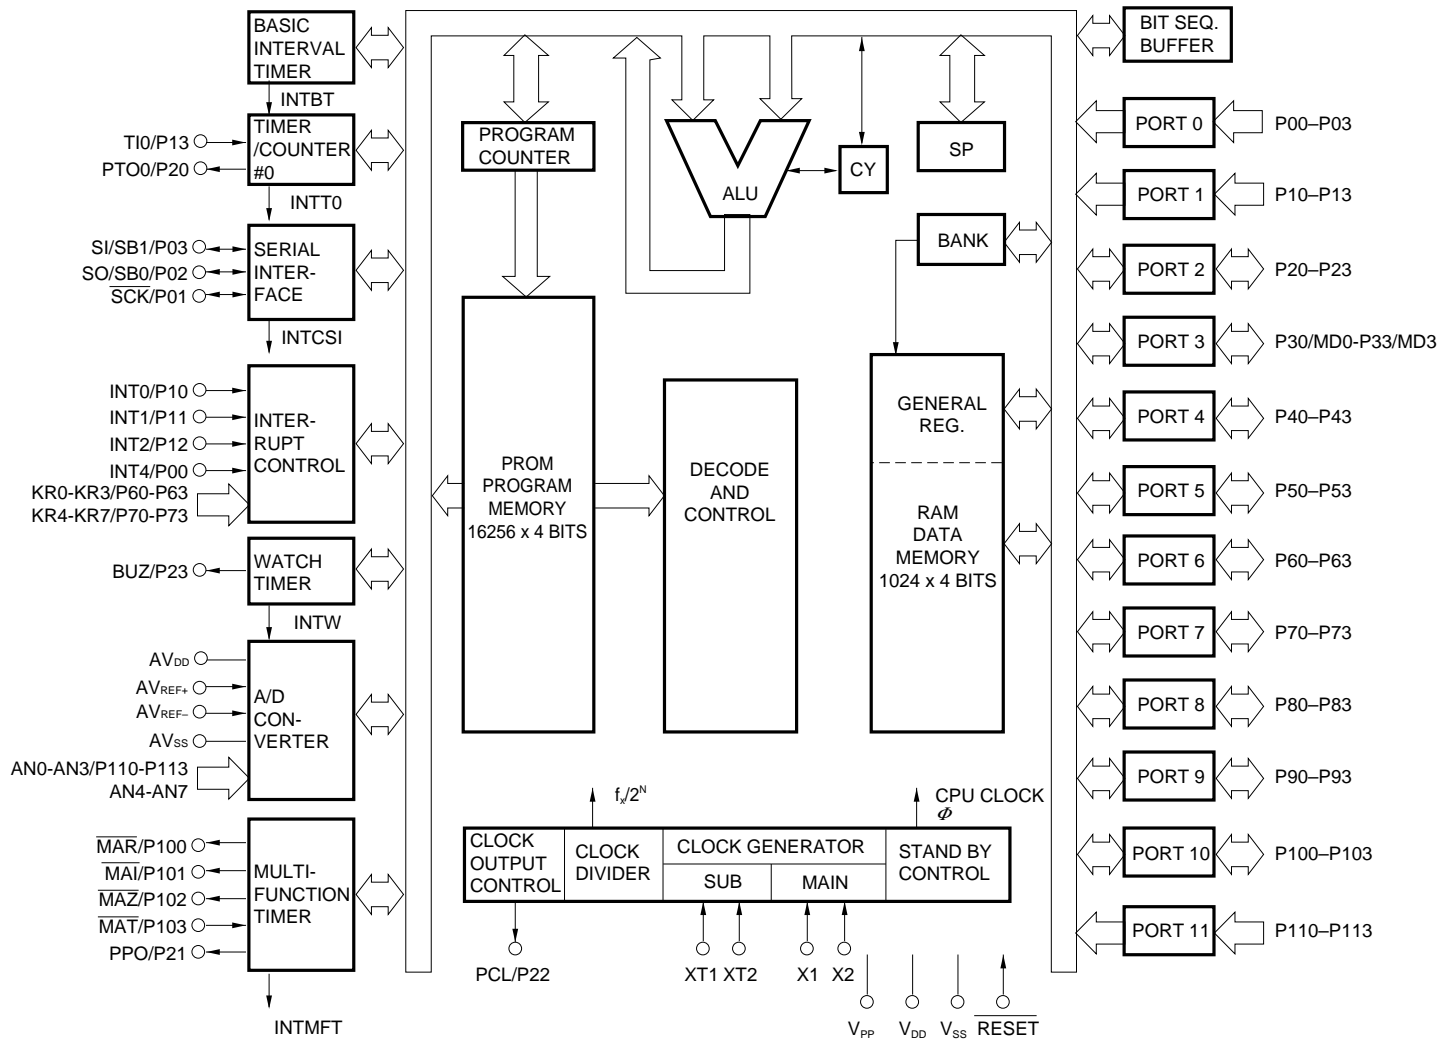 BASIC
INTERVAL
TIMER
INTBT
TI0/P13
PTO0/P20
TIMER
/COUNTER
#0
INTT0
SI/SB1/P03
SO/SB0/P02
S̅C̅K̅/P01
SERIAL
INTER-
FACE
INTCSI
INT0/P10
INT1/P11
INT2/P12
INT4/P00
KR0-KR3/P60-P63
KR4-KR7/P70-P73
INTER-
RUPT
CONTROL
BUZ/P23
WATCH
TIMER
INTW
AVDD
AVREF+
AVREF–
AVSS
AN0-AN3/P110-P113
AN4-AN7
A/D
CON-
VERTER
M̅A̅R̅/P100
M̅A̅I̅/P101
M̅A̅Z̅/P102
M̅A̅T̅/P103
PPO/P21
MULTI-
FUNCTION
TIMER
INTMFT
PROGRAM
COUNTER
ALU
CY
SP
BANK
PROM
PROGRAM
MEMORY
16256 x 4 BITS
DECODE
AND
CONTROL
GENERAL
REG.
RAM
DATA
MEMORY
1024 x 4 BITS
fx/2ᴺ
CPU CLOCK
Φ
CLOCK
OUTPUT
CONTROL
CLOCK
DIVIDER
CLOCK GENERATOR
SUB
MAIN
STAND BY
CONTROL
PCL/P22
XT1 XT2
X1 X2
VPP
VDD
VSS
R̅E̅S̅E̅T̅
BIT SEQ.
BUFFER
PORT 0 P00–P03
PORT 1 P10–P13
PORT 2 P20–P23
PORT 3 P30/MD0-P33/MD3
PORT 4 P40–P43
PORT 5 P50–P53
PORT 6 P60–P63
PORT 7 P70–P73
PORT 8 P80–P83
PORT 9 P90–P93
PORT 10 P100–P103
PORT 11 P110–P113